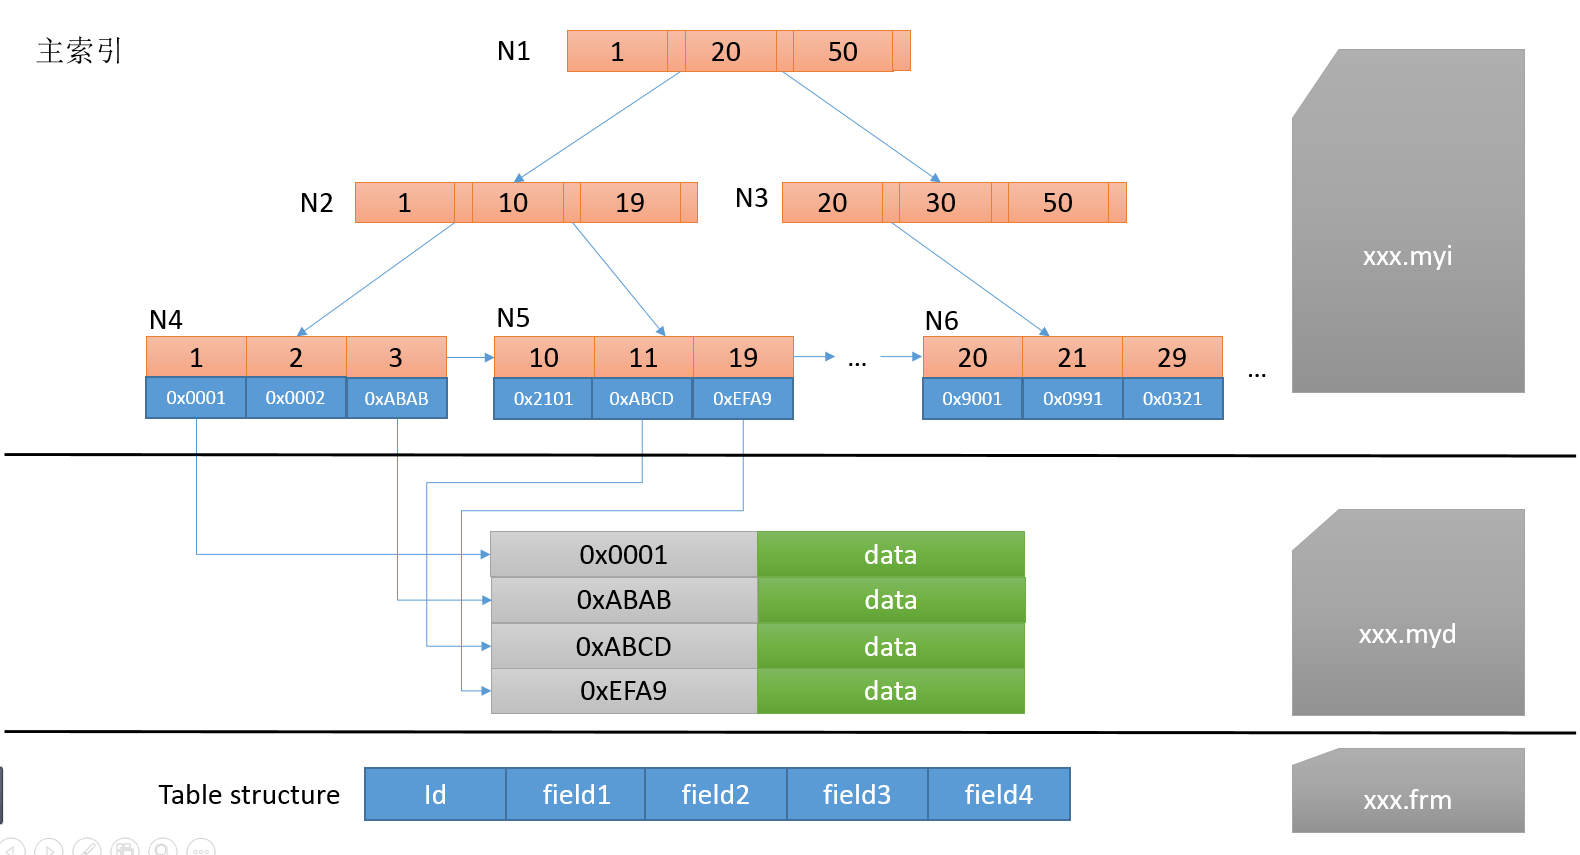 主索引
N1
1 20 50
N2
1 10 19
N3
20 30 50
xxx.myi
N4
1 2 3
0x0001 0x0002 0xABAB
N5
10 11 19
0x2101 0xABCD 0xEFA9
...
N6
20 21 29
0x9001 0x0991 0x0321
...
0x0001 data
0xABAB data
0xABCD data
0xEFA9 data
xxx.myd
Table structure Id field1 field2 field3 field4
xxx.frm